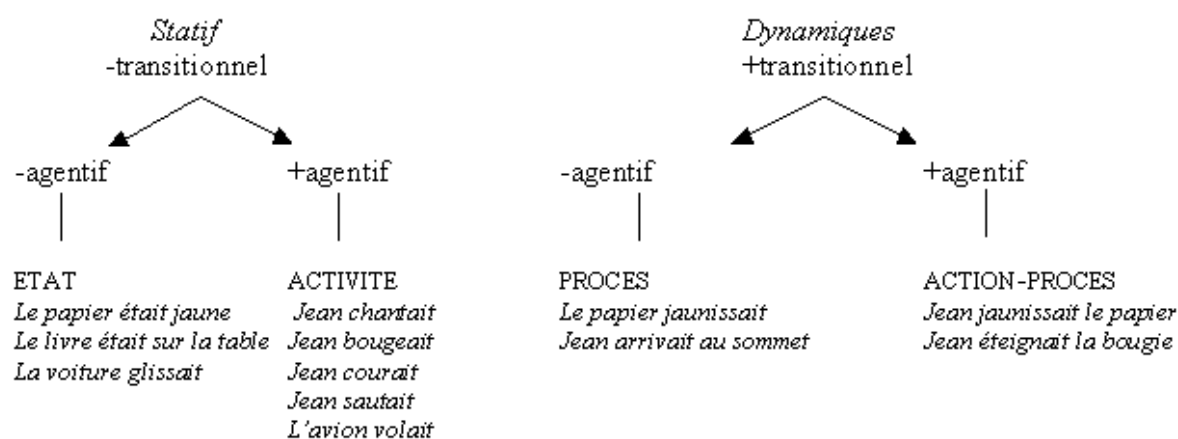 Statif
-transitionnel
-agentif
+agentif
ETAT
Le papier était jaune
Le livre était sur la table
La voiture glissait
ACTIVITE
Jean chantait
Jean bougeait
Jean courait
Jean sautait
L'avion volait
Dynamiques
+transitionnel
-agentif
+agentif
PROCES
Le papier jaunissait
Jean arrivait au sommet
ACTION-PROCES
Jean jaunissait le papier
Jean éteignait la bougie